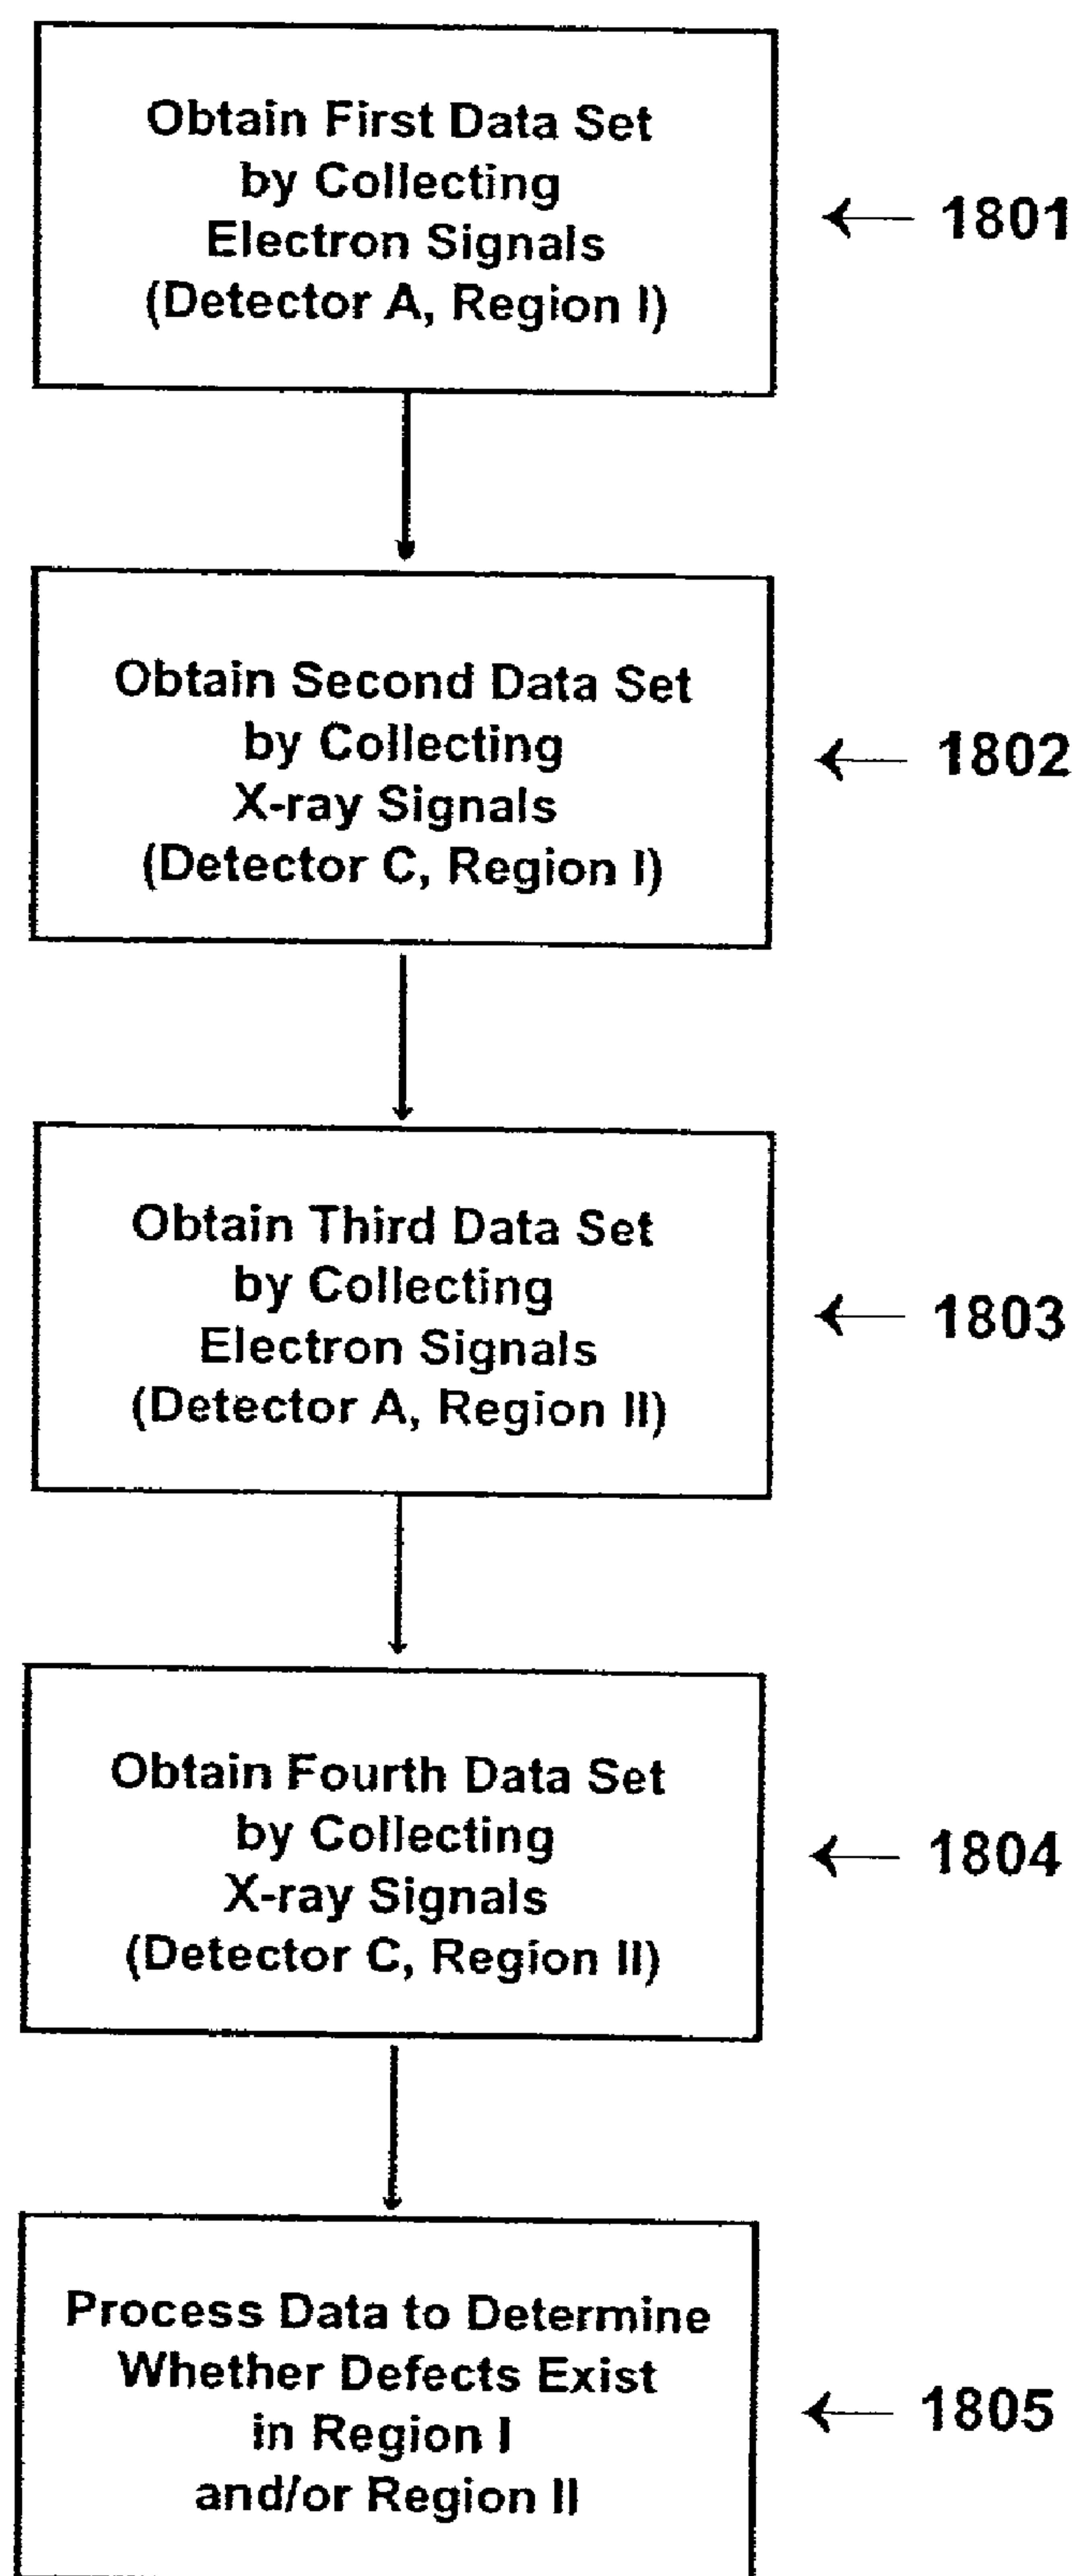 Obtain First Data Set
by Collecting
Electron Signals
(Detector A, Region I)
1801
Obtain Second Data Set
by Collecting
X-ray Signals
(Detector C, Region I)
1802
Obtain Third Data Set
by Collecting
Electron Signals
(Detector A, Region II)
1803
Obtain Fourth Data Set
by Collecting
X-ray Signals
(Detector C, Region II)
1804
Process Data to Determine
Whether Defects Exist
in Region I
and/or Region II
1805